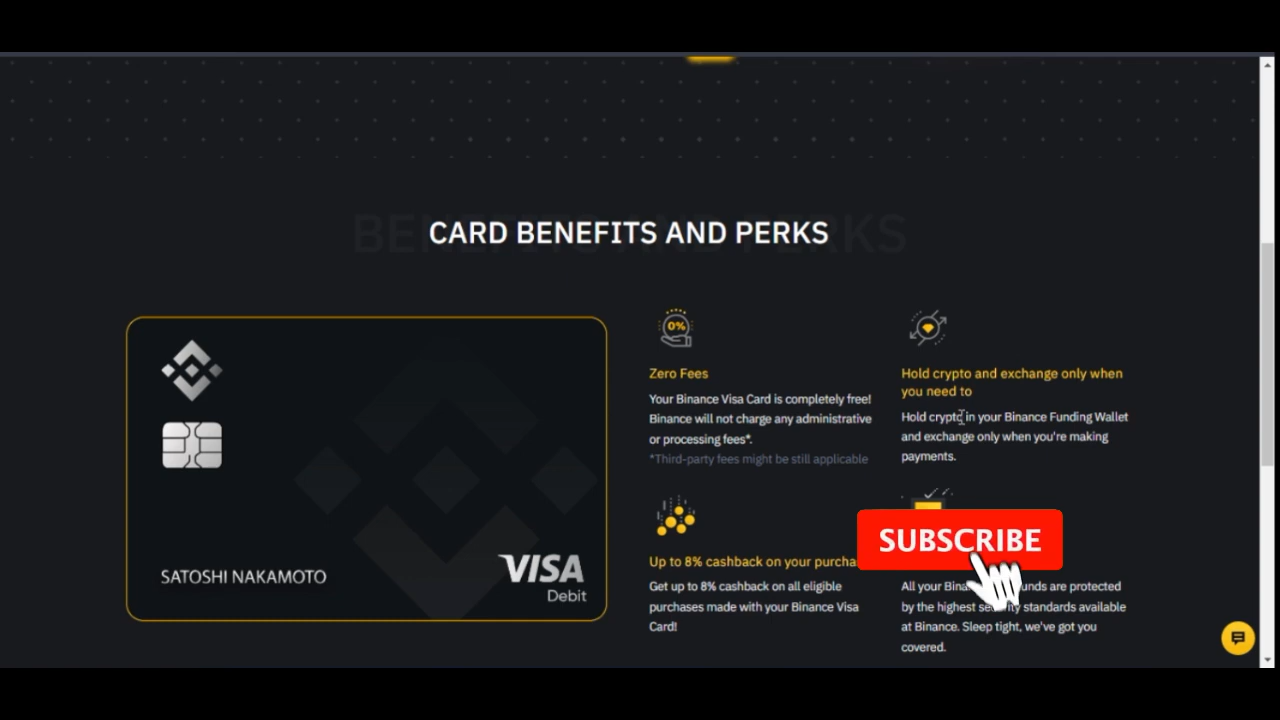 BENEFITS AND PERKS
CARD BENEFITS AND PERKS
SATOSHI NAKAMOTO
VISA
Debit
0%
Zero Fees
Your Binance Visa Card is completely free!
Binance will not charge any administrative
or processing fees*.
*Third-party fees might be still applicable
Hold crypto and exchange only when
you need to
Hold crypto in your Binance Funding Wallet
and exchange only when you're making
payments.
Up to 8% cashback on your
Get up to 8% cashback on all eligible
purchases made with your Binance Visa
Card!
SUBSCRIBE
All your are protected
by the highest security standards available
at Binance. Sleep tight, we've got you
covered.